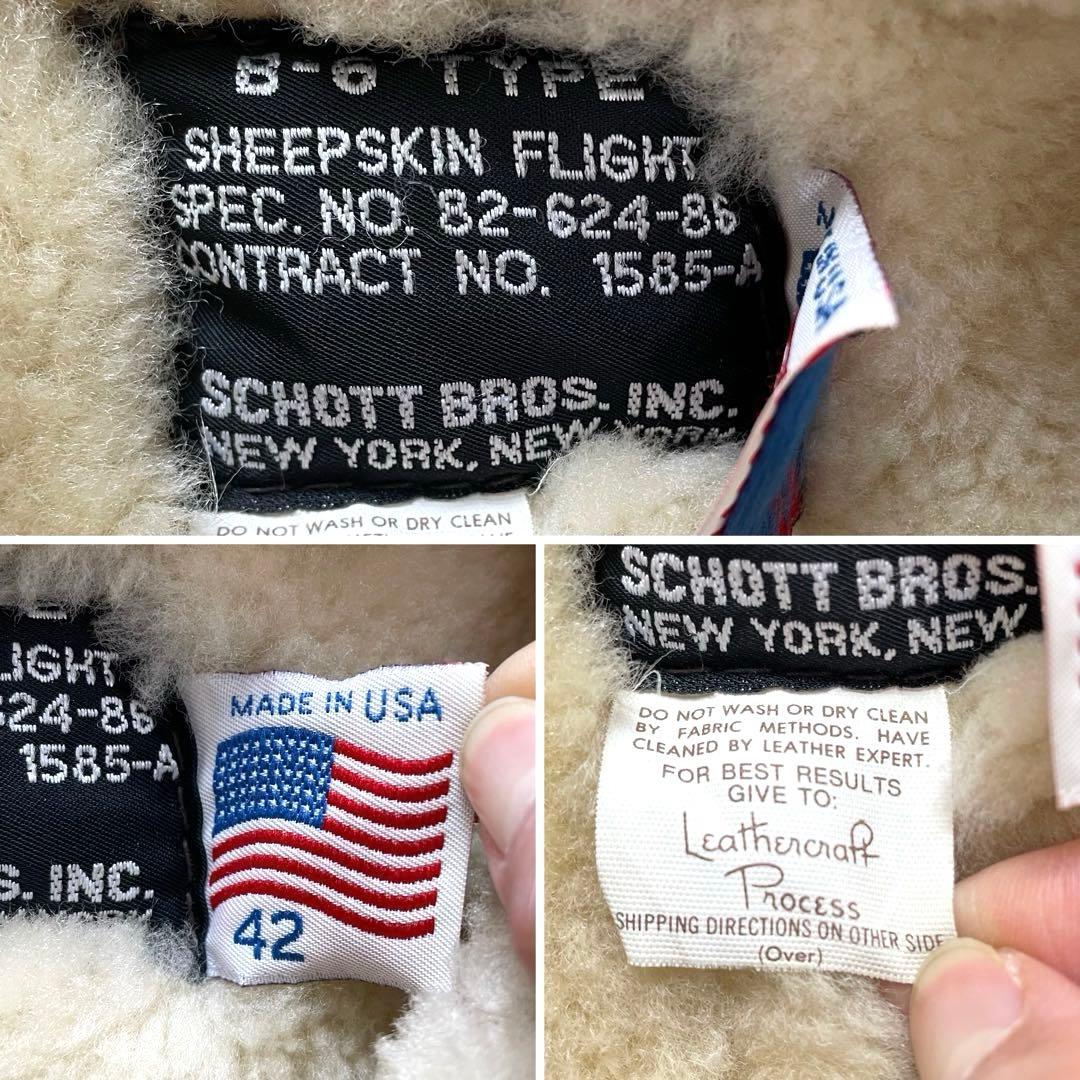 B-6 TYPE
SHEEPSKIN FLIGHT
SPEC. NO. 82-624-86
CONTRACT NO. 1585-A
SCHOTT BROS. INC.
NEW YORK, NEW YORK
DO NOT WASH OR DRY CLEAN
LIGHT
624-86
1585-A
S. INC.
MADE IN USA
42
SCHOTT BROS.
NEW YORK, NEW
DO NOT WASH OR DRY CLEAN
BY FABRIC METHODS. HAVE
CLEANED BY LEATHER EXPERT.
FOR BEST RESULTS
GIVE TO:
Leathercraft
Process
SHIPPING DIRECTIONS ON OTHER SIDE
(Over)